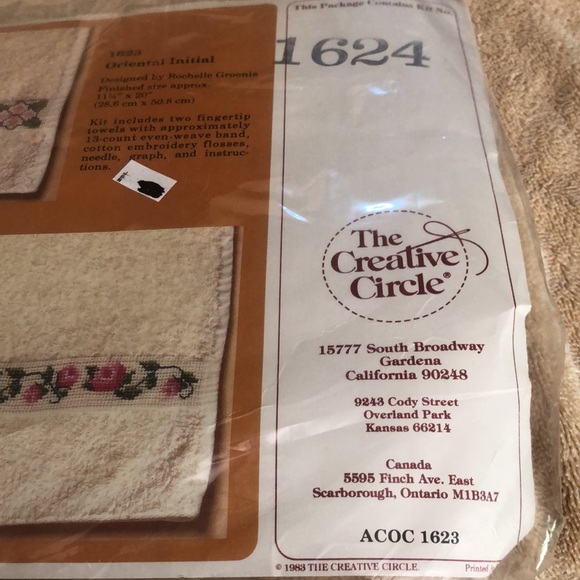 This Package Contains Kit No.
1624
1623
Oriental Initial
Designed by Rochelle Groonis
Finished size approx.
11¼" x 20"
(28.6 cm x 50.8 cm)
Kit includes two fingertip
towels with approximately
13-count even-weave band,
cotton embroidery flosses,
needle, graph, and instruc-
tions.
The
Creative
Circle®
15777 South Broadway
Gardena
California 90248
9243 Cody Street
Overland Park
Kansas 66214
Canada
5595 Finch Ave. East
Scarborough, Ontario M1B3A7
ACOC 1623
© 1983 THE CREATIVE CIRCLE
Printed